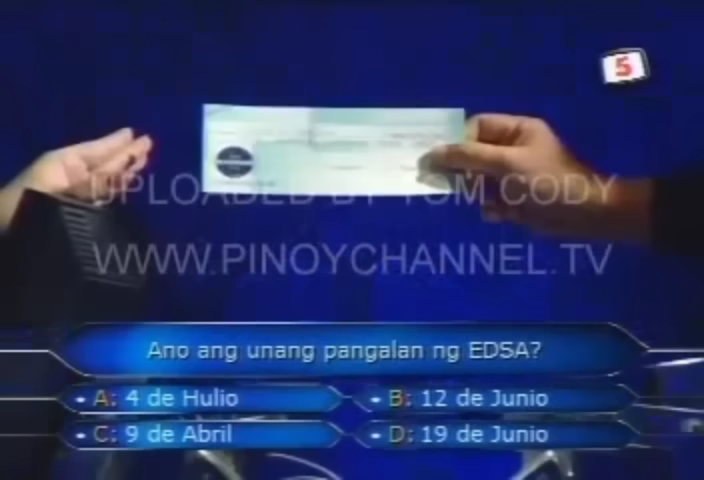 5
UPLOADED BY TOM CODY
WWW.PINOYCHANNEL.TV
Ano ang unang pangalan ng EDSA?
A: 4 de Hulio
B: 12 de Junio
C: 9 de Abril
D: 19 de Junio